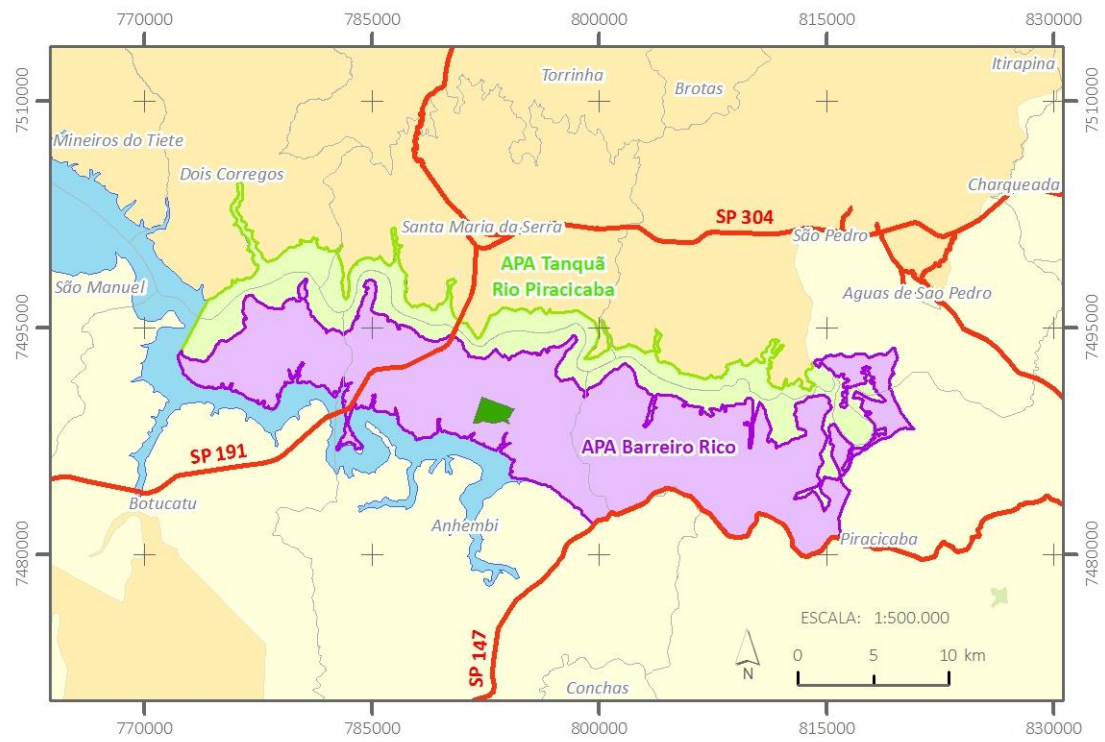 770000 785000 800000 815000 830000
Torrinha
Itirapina
Brotas
7510000 7510000
Mineiros do Tiete
Dois Corregos
Charqueada
SP 304
Santa Maria da Serra
São Pedro
APA Tanquã
Rio Piracicaba
São Manuel
Aguas de São Pedro
7495000 7495000
APA Barreiro Rico
SP 191
Botucatu
Anhembi
Piracicaba
7480000 7480000
ESCALA: 1:500.000
N
0 5 10 km
SP 147
Conchas
770000 785000 800000 815000 830000